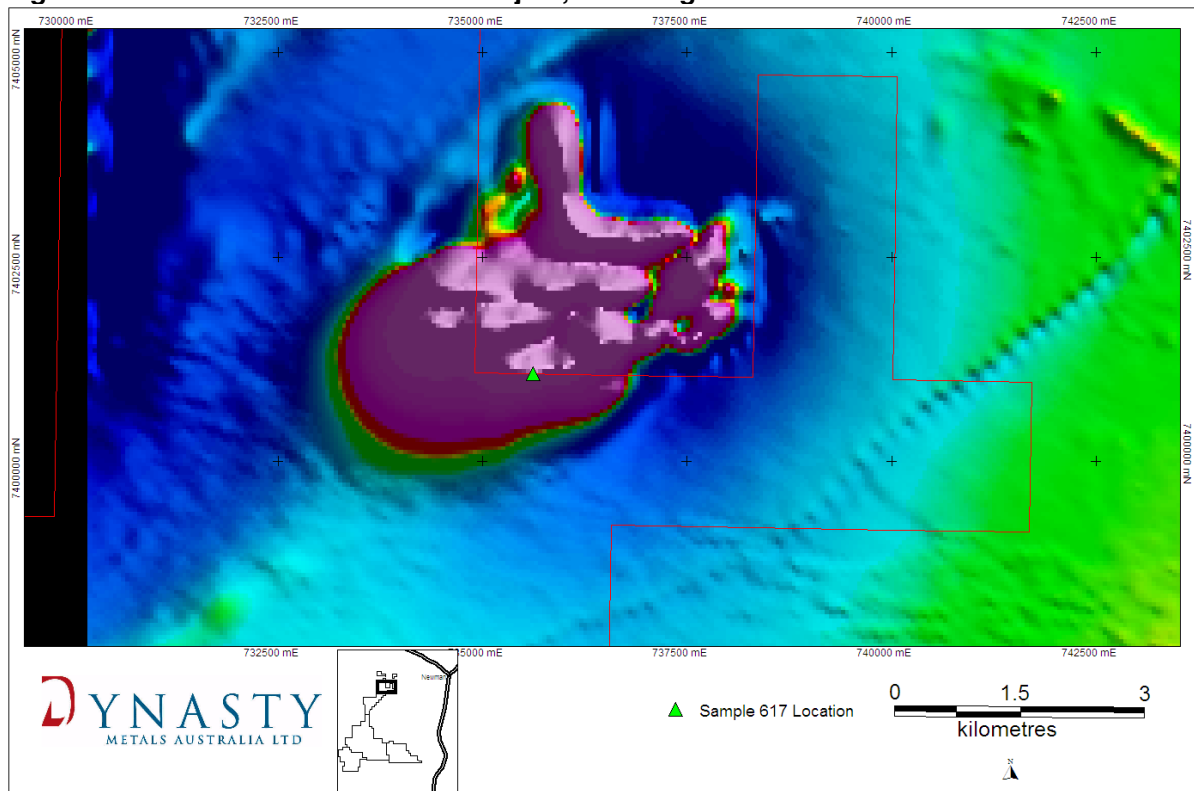 730000 mE 732500 mE 735000 mE 737500 mE 740000 mE 742500 mE
7405000 mN
7402500 mN 7402500 mN
7400000 mN 7400000 mN
732500 mE 735000 mE 737500 mE 740000 mE 742500 mE
DYNASTY
METALS AUSTRALIA LTD
Sample 617 Location
0 1.5 3
kilometres
N